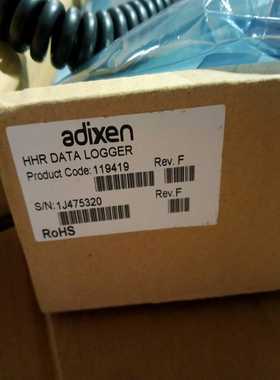 adixen
HHR DATA LOGGER
Product Code: 119419 Rev. F
S/N: 1J475320 Rev.F
RoHS